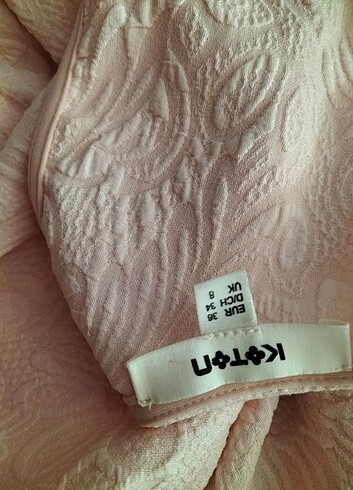 KOTON
EUR 36
D/CH 34
UK 8